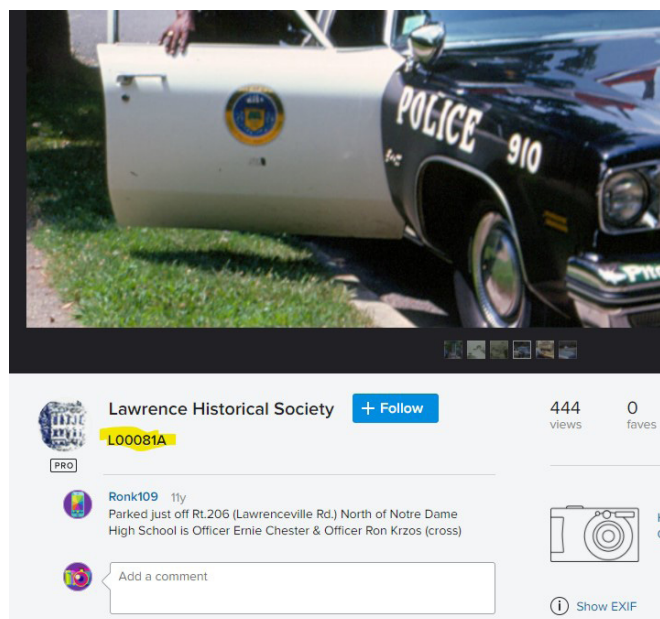 POLICE 910
Lawrence Historical Society
+ Follow
444
views
0
faves
L00081A
PRO
Ronk109 11y
Parked just off Rt.206 (Lawrenceville Rd.) North of Notre Dame
High School is Officer Ernie Chester & Officer Ron Krzos (cross)
Add a comment
Show EXIF